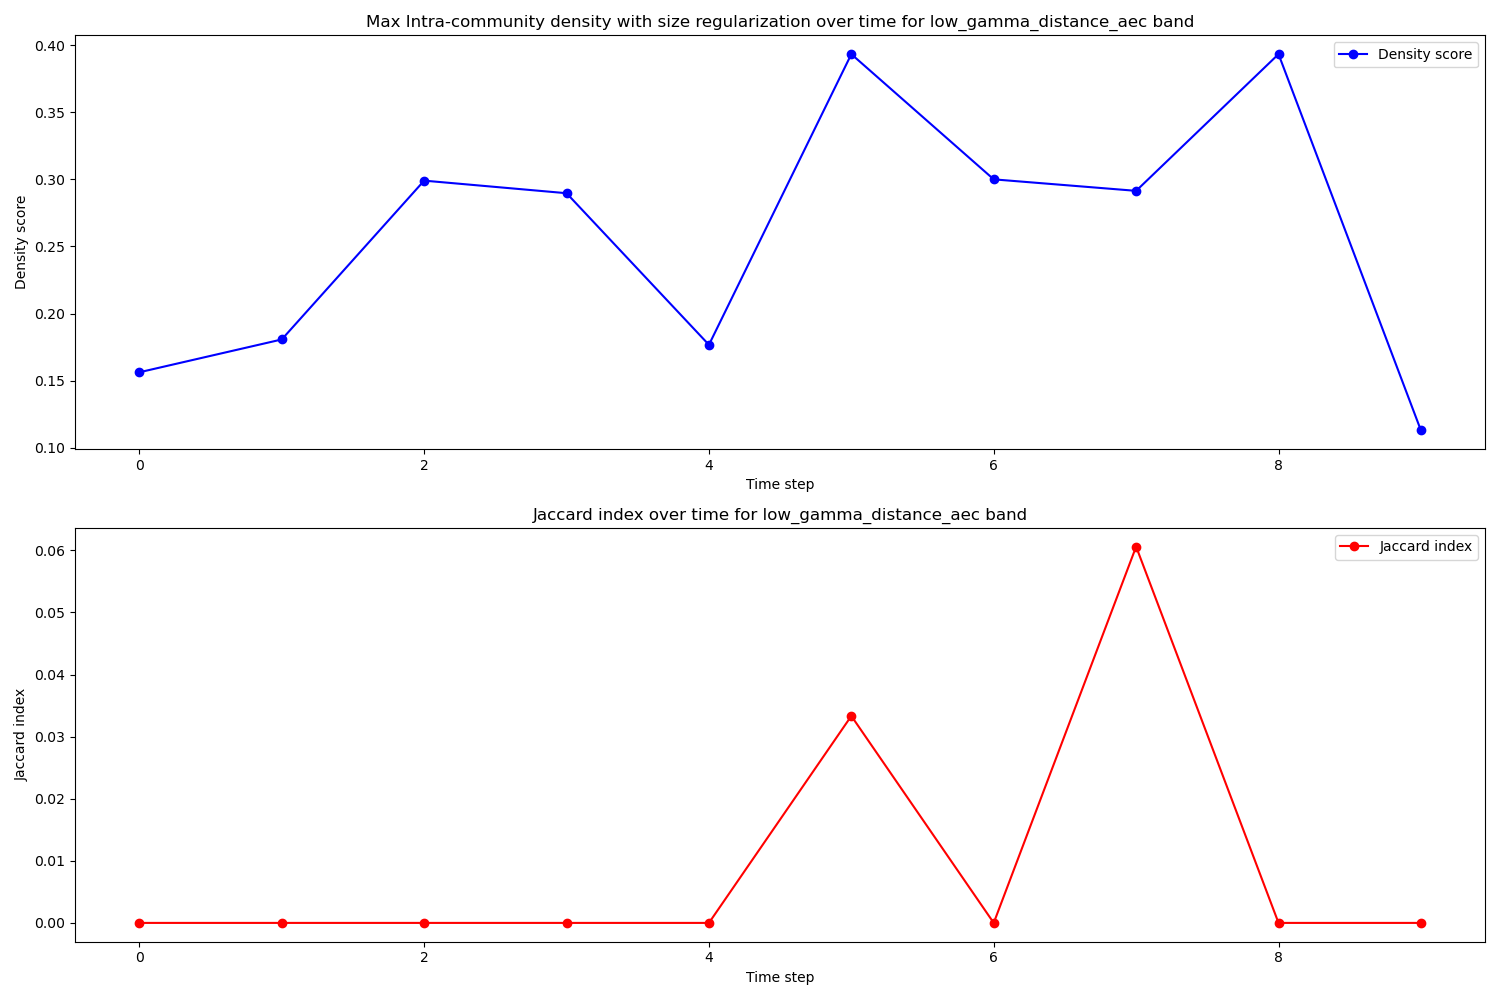 Max Intra-community density with size regularization over time for low_gamma_distance_aec band
Density score
0.40
0.35
0.30
0.25
0.20
0.15
0.10
Density score
0 2 4 6 8
Time step
Jaccard index over time for low_gamma_distance_aec band
Jaccard index
0.06
0.05
0.04
0.03
0.02
0.01
0.00
Jaccard index
0 2 4 6 8
Time step